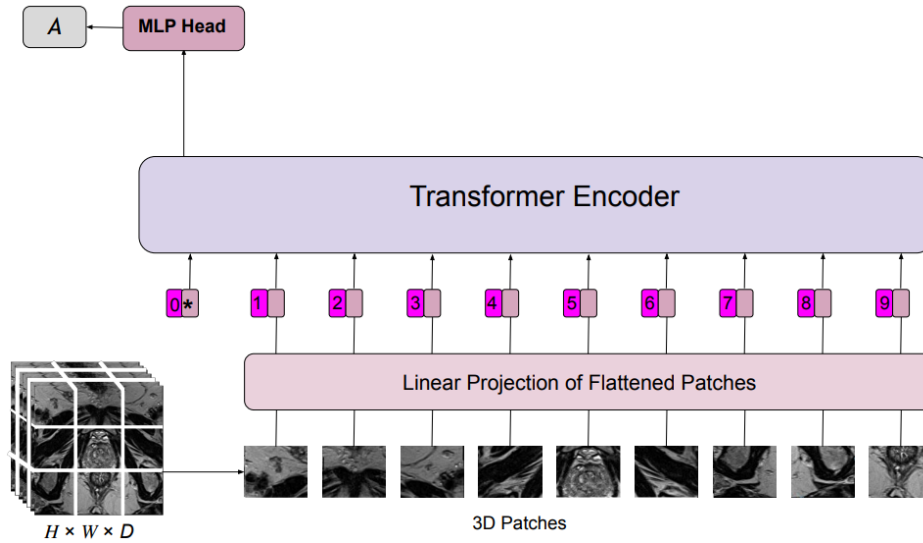 A
MLP Head
Transformer Encoder
0 * 1 2 3 4 5 6 7 8 9
Linear Projection of Flattened Patches
3D Patches
H × W × D